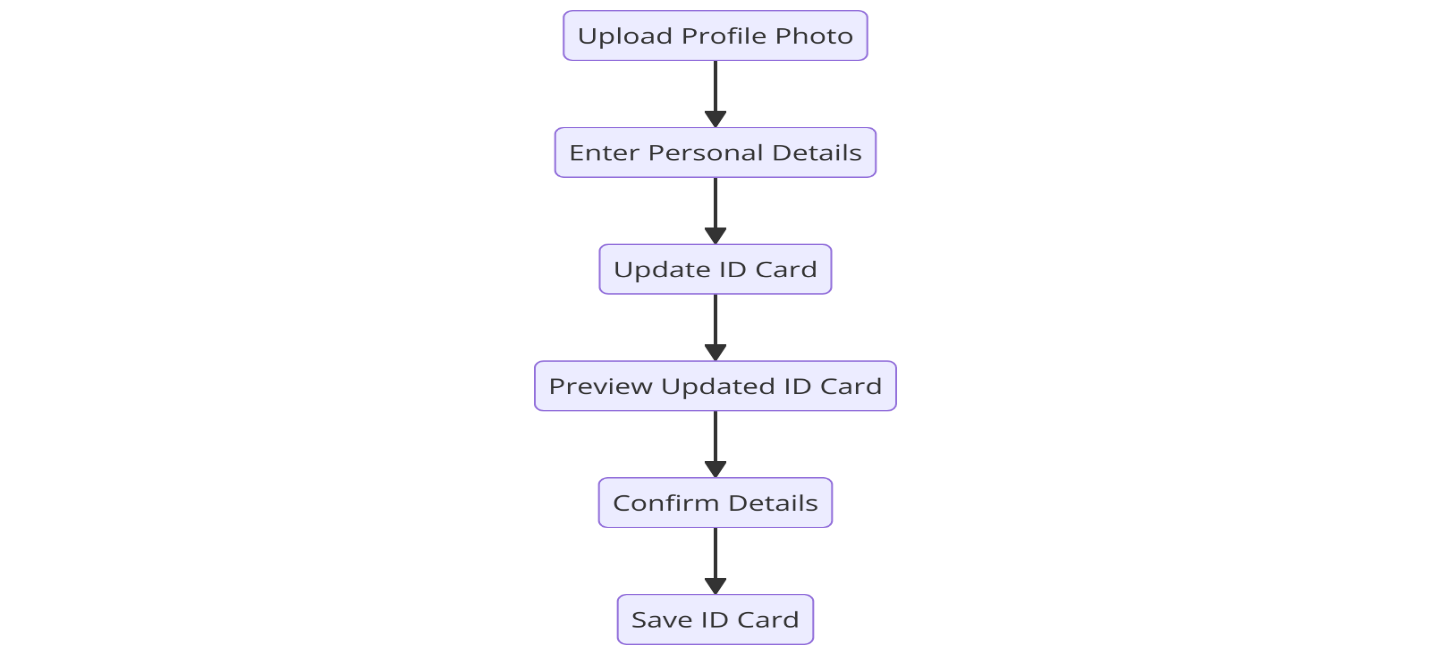 Upload Profile Photo
Enter Personal Details
Update ID Card
Preview Updated ID Card
Confirm Details
Save ID Card